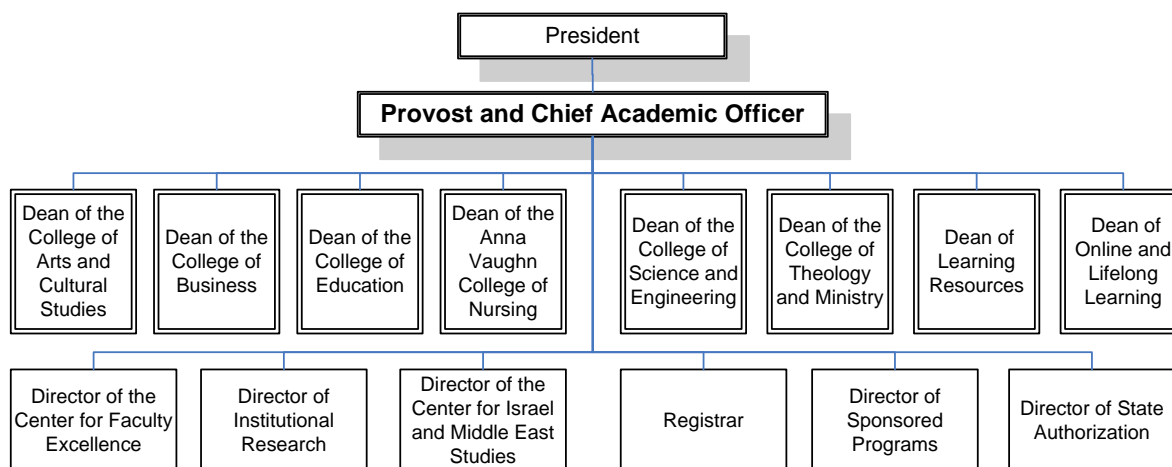 President
Provost and Chief Academic Officer
Dean of the
College of
Arts and
Cultural
Studies
Dean of the
College of
Business
Dean of the
College of
Education
Dean of the
Anna
Vaughn
College of
Nursing
Dean of the
College of
Science and
Engineering
Dean of the
College of
Theology
and Ministry
Dean of
Learning
Resources
Dean of
Online and
Lifelong
Learning
Director of the
Center for Faculty
Excellence
Director of
Institutional
Research
Director of the
Center for Israel
and Middle East
Studies
Registrar
Director of
Sponsored
Programs
Director of State
Authorization